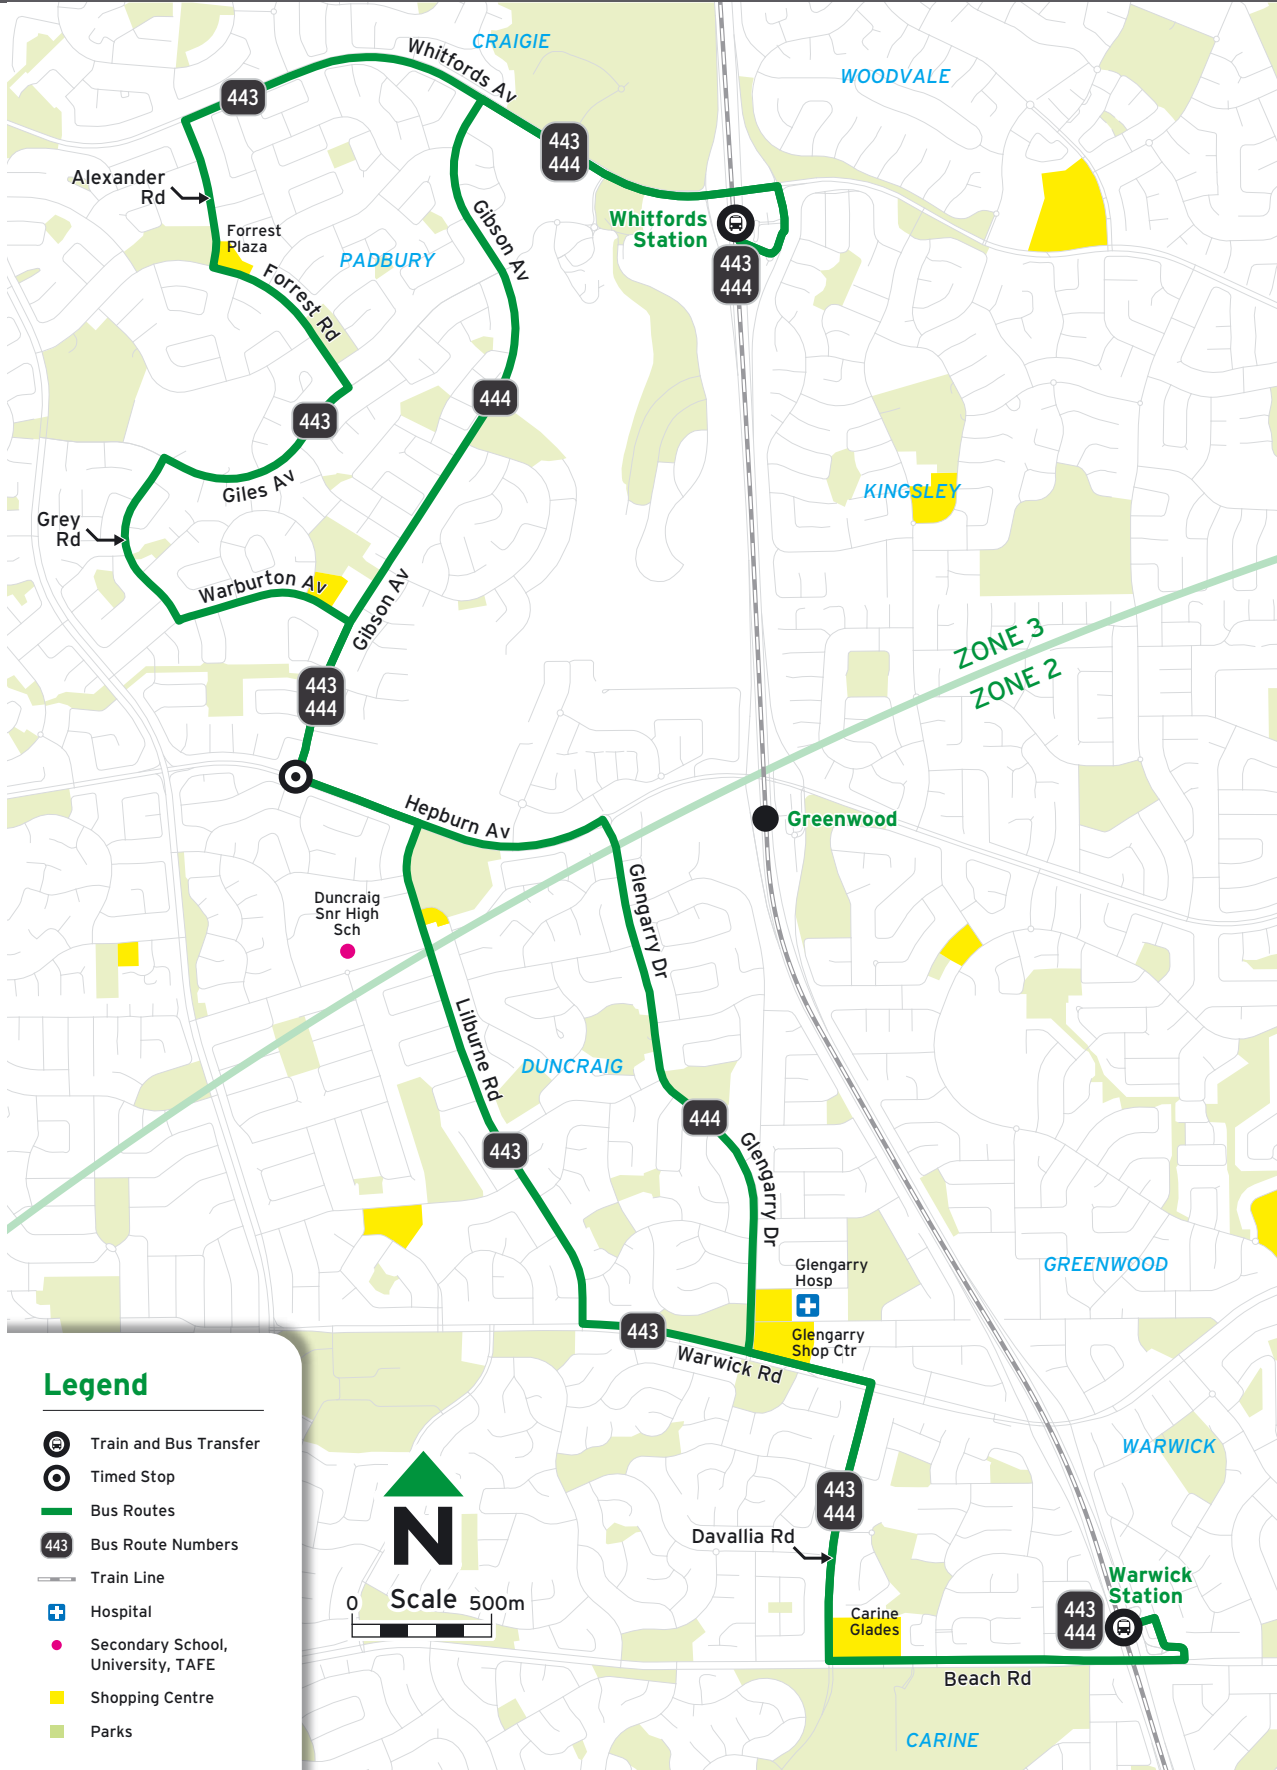 CRAIGIE
Whitfords Av
WOODVALE
443
443
444
Alexander
Rd
Gibson Av
Whitfords
Station
443
444
Forrest
Plaza
PADBURY
Forrest Rd
444
443
Giles Av
KINGSLEY
Grey
Rd
Warburton Av
Gibson Av
ZONE 3
ZONE 2
443
444
Hepburn Av
Greenwood
Duncraig
Snr High
Sch
Glengarry Dr
Lilburne Rd
DUNCRAIG
444
443
Glengarry Dr
Glengarry
Hosp
GREENWOOD
443
Glengarry
Shop Ctr
Warwick Rd
WARWICK
443
444
Davallia Rd
Warwick
Station
443
444
Carine
Glades
Beach Rd
CARINE
Legend
Train and Bus Transfer
Timed Stop
Bus Routes
443
Bus Route Numbers
Train Line
Hospital
Secondary School,
University, TAFE
Shopping Centre
Parks
N
0 Scale 500m